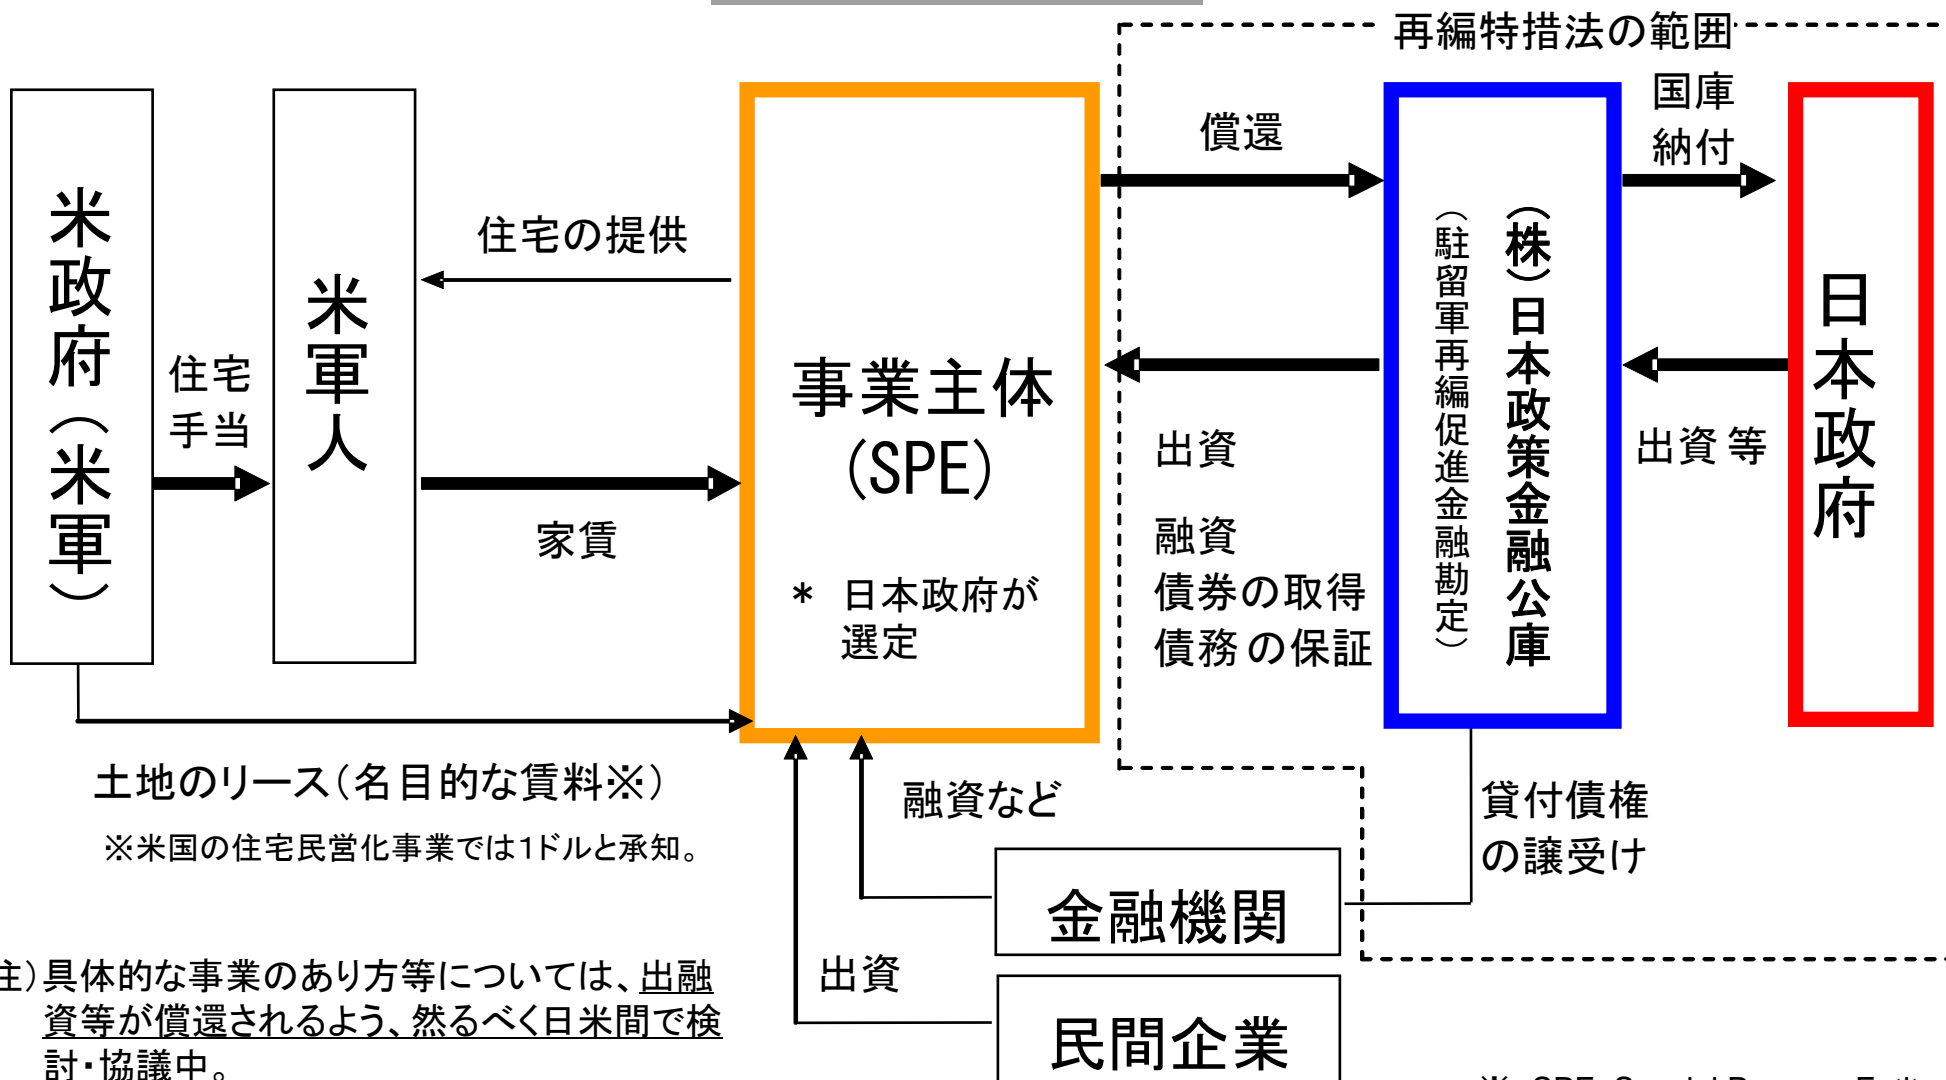 再編特措法の範囲
米政府（米軍）
住宅
手当
米軍人
住宅の提供
家賃
事業主体
(SPE)
* 日本政府が
選定
償還
出資
融資
債券の取得
債務の保証
（株）日本政策金融公庫
（駐留軍再編促進金融勘定）
国庫
納付
出資等
日本政府
土地のリース（名目的な賃料※）
※米国の住宅民営化事業では1ドルと承知。
融資など
貸付債権
の譲受け
金融機関
出資
民間企業
注）具体的な事業のあり方等については、出融
資等が償還されるよう、然るべく日米間で検
討・協議中。